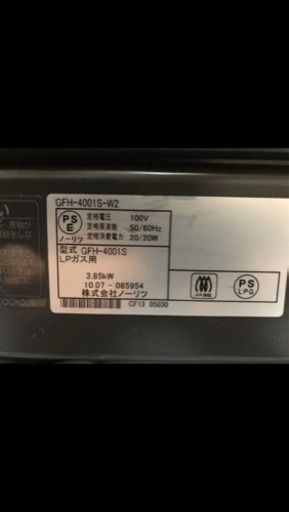 GFH-4001S-W2
PS
E
ノーリツ
定格電圧 100V
定格周波数 50/60Hz
定格消費電力 20/20W
型式 GFH-4001S
LPガス用
3.85kW
10.07-085954
株式会社ノーリツ
CF13 05030
PS
LPG